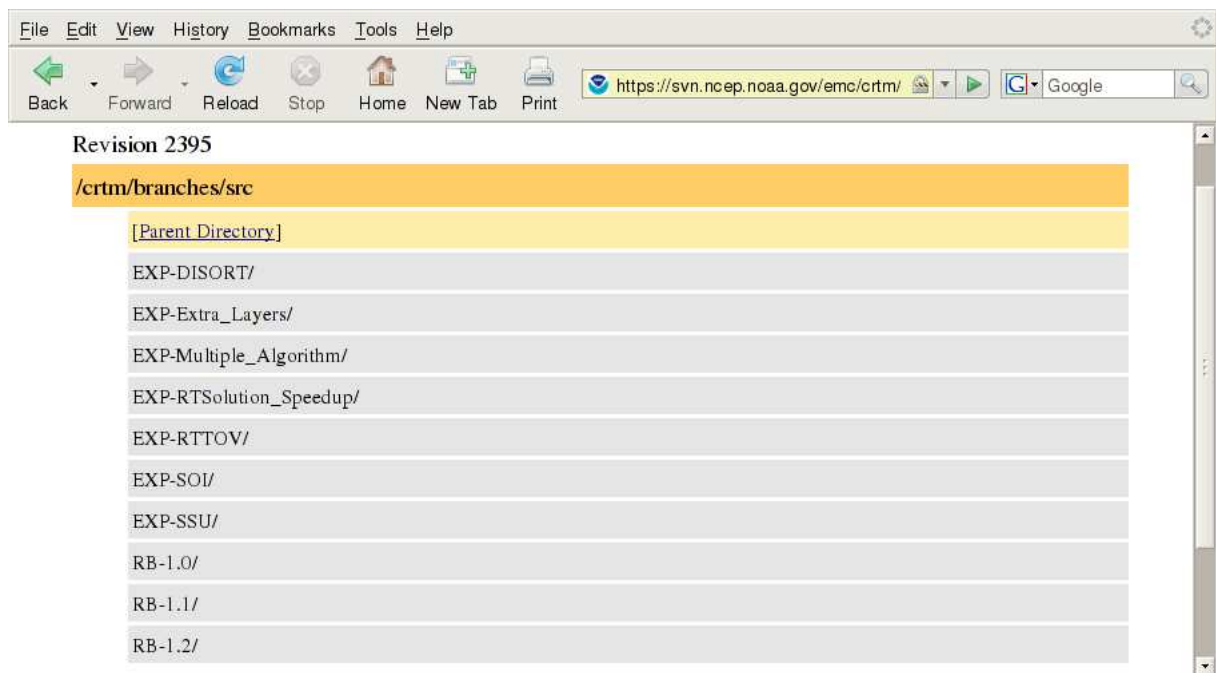 File Edit View History Bookmarks Tools Help
Back Forward Reload Stop Home New Tab Print https://svn.ncep.noaa.gov/emc/crtm/ G Google
Revision 2395
/crtm/branches/src
[Parent Directory]
EXP-DISORT/
EXP-Extra_Layers/
EXP-Multiple_Algorithm/
EXP-RTSolution_Speedup/
EXP-RTTOV/
EXP-SOI/
EXP-SSU/
RB-1.0/
RB-1.1/
RB-1.2/